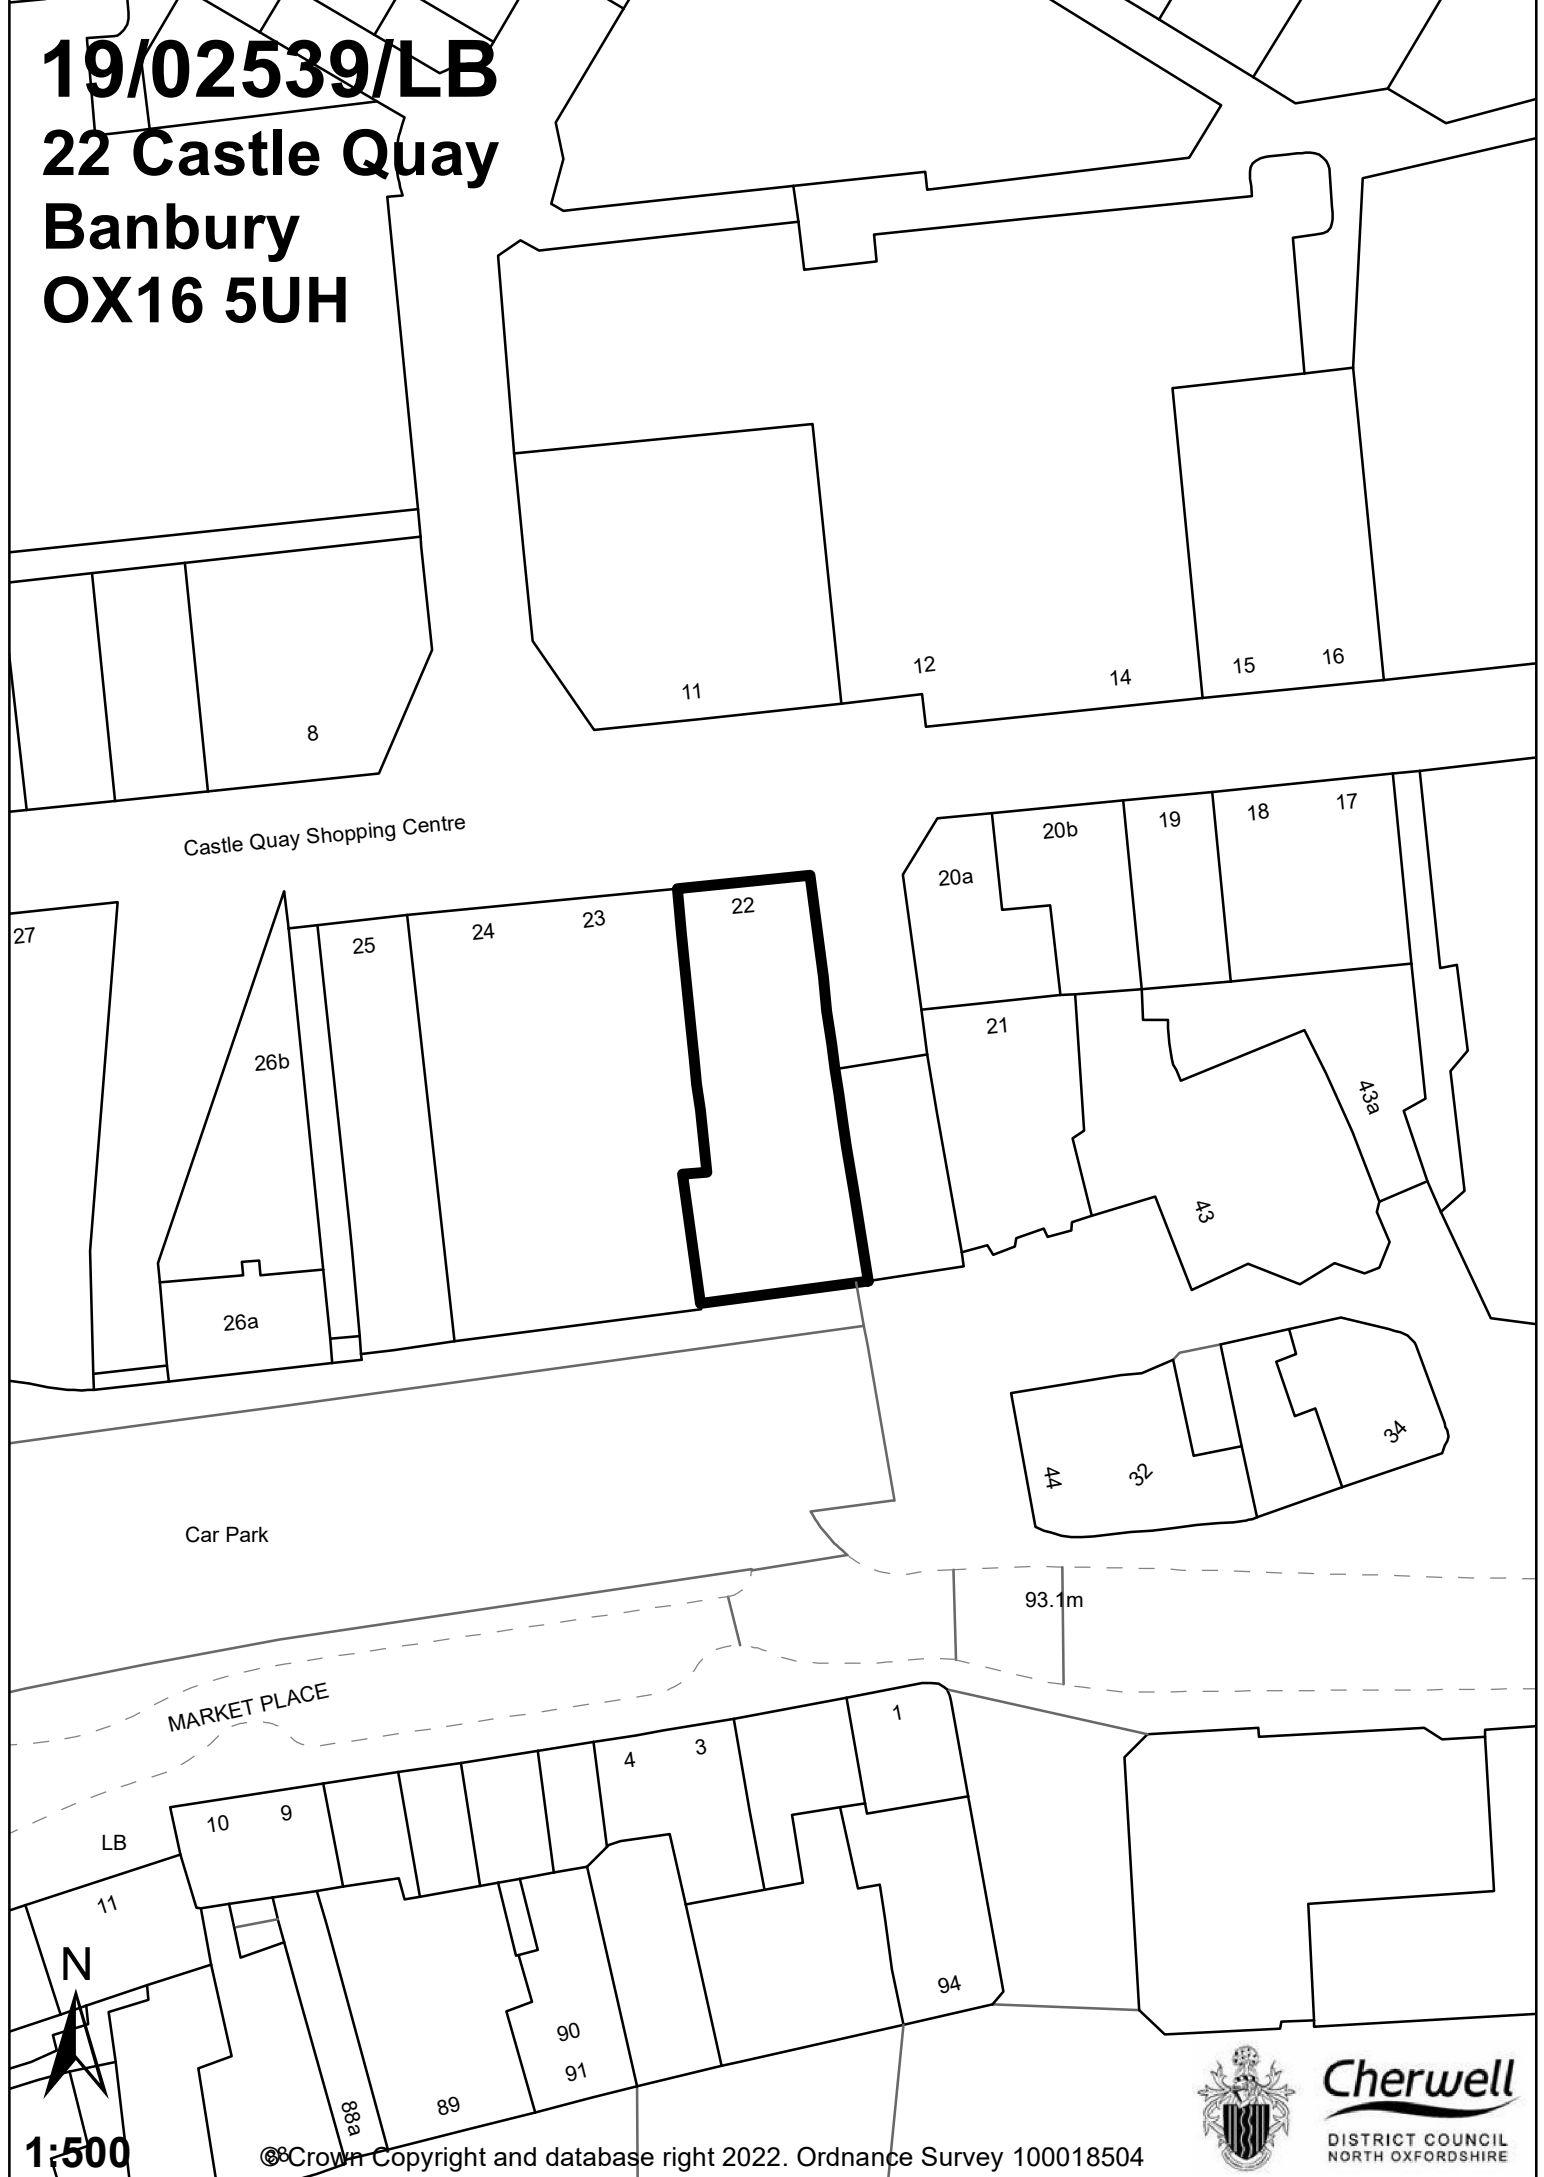 19/02539/LB
22 Castle Quay
Banbury
OX16 5UH
12
16
15
14
11
8
17
18
19
20b
Castle Quay Shopping Centre
20a
22
23
24
25
27
21
26b
43a
43
26a
34
32
44
Car Park
93.1m
MARKET PLACE
1
3
4
9
10
LB
11
N
94
90
91
89
88a
88
1:500
© Crown Copyright and database right 2022. Ordnance Survey 100018504
Cherwell
DISTRICT COUNCIL
NORTH OXFORDSHIRE